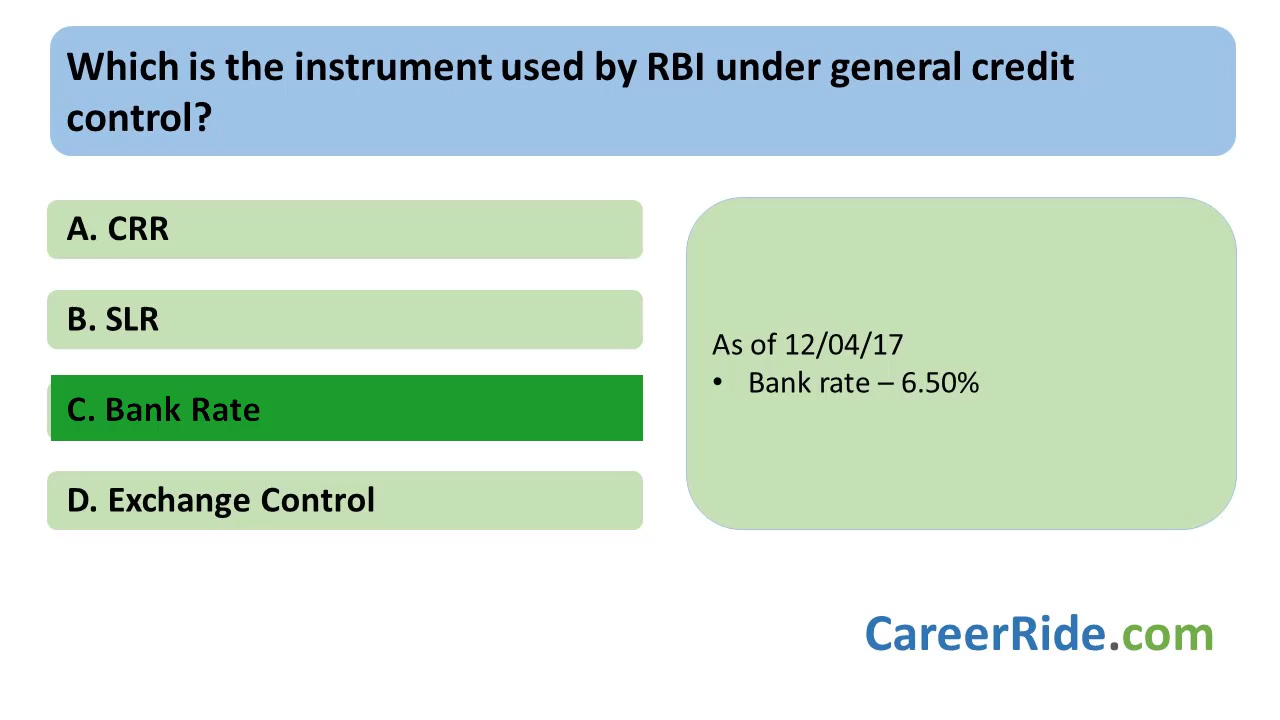 Which is the instrument used by RBI under general credit
control?
A. CRR
B. SLR
C. Bank Rate
D. Exchange Control
As of 12/04/17
• Bank rate – 6.50%
CareerRide.com